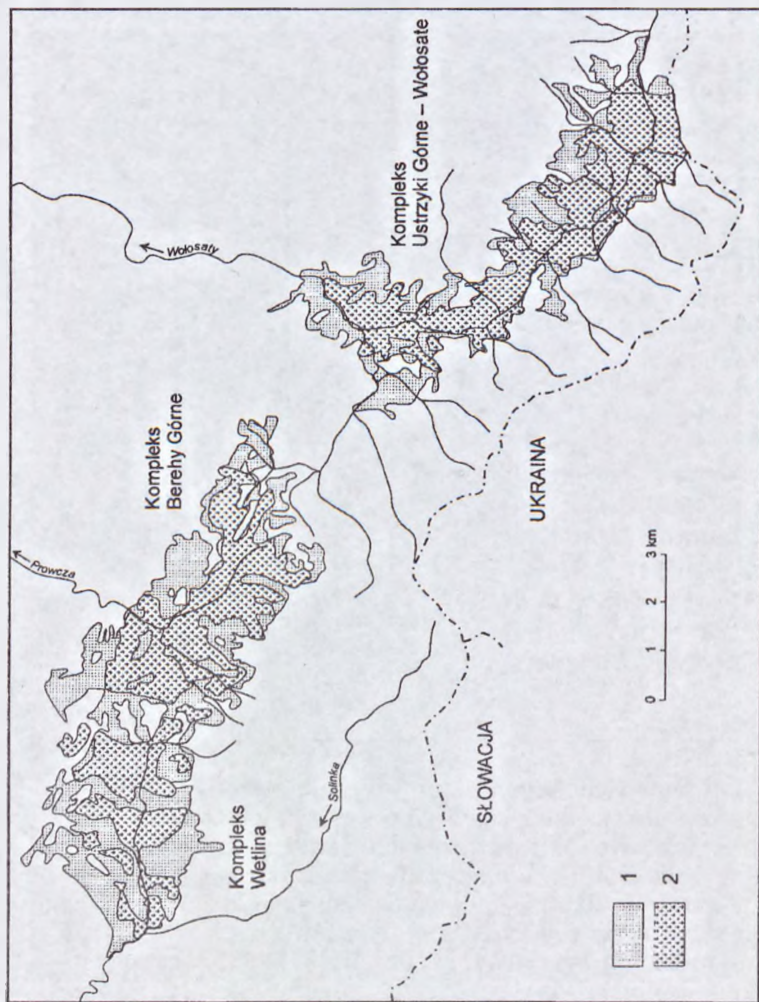 Wołosaty
Kompleks
Ustrzyki Górne – Wołosate
Kompleks
Berehy Górne
Prowcza
UKRAINA
Kompleks
Wetlina
Solinka
SŁOWACJA
0 1 2 3 km
1
2